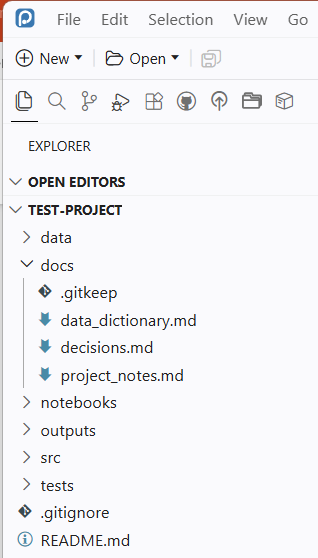 File Edit Selection View Go
New Open
EXPLORER
OPEN EDITORS
TEST-PROJECT
data
docs
.gitkeep
data_dictionary.md
decisions.md
project_notes.md
notebooks
outputs
src
tests
.gitignore
README.md